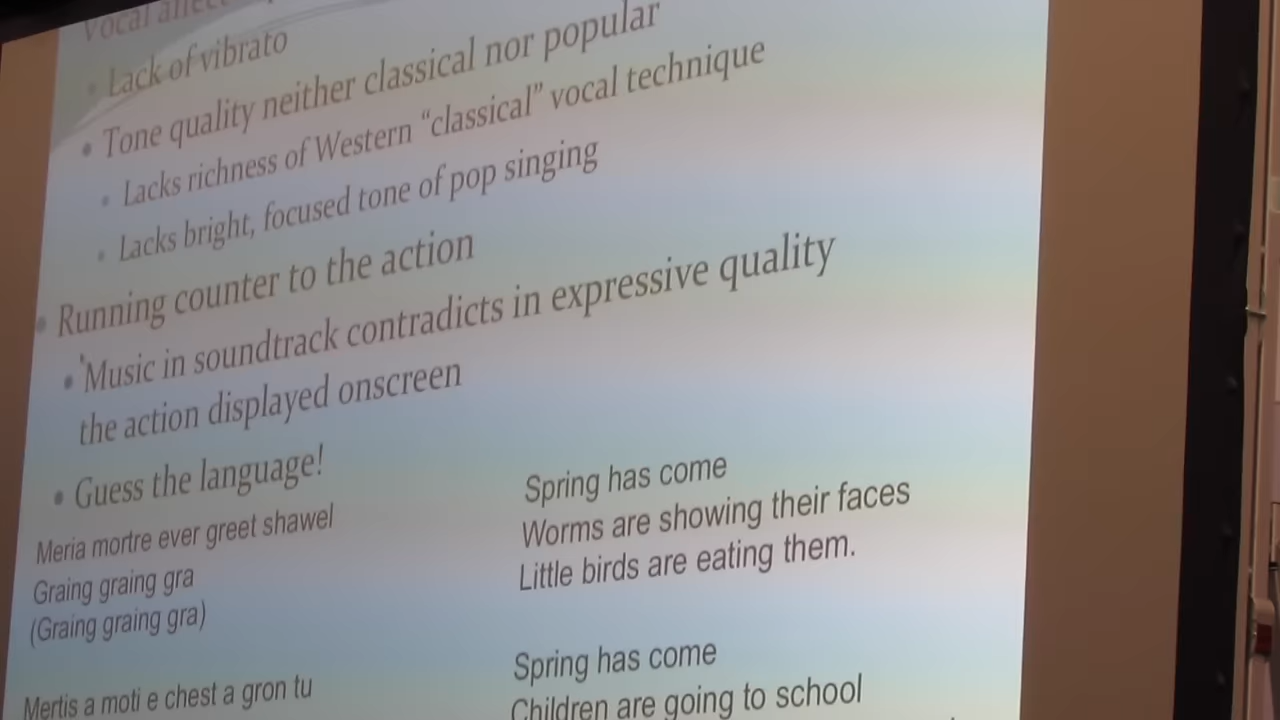 Vocal affect
Lack of vibrato
Tone quality neither classical nor popular
Lacks richness of Western “classical” vocal technique
Lacks bright, focused tone of pop singing
Running counter to the action
Music in soundtrack contradicts in expressive quality
the action displayed onscreen
Guess the language!
Meria mortre ever greet shawel
Graing graing gra
(Graing graing gra)
Mertis a moti e chest a gron tu
Spring has come
Worms are showing their faces
Little birds are eating them.
Spring has come
Children are going to school